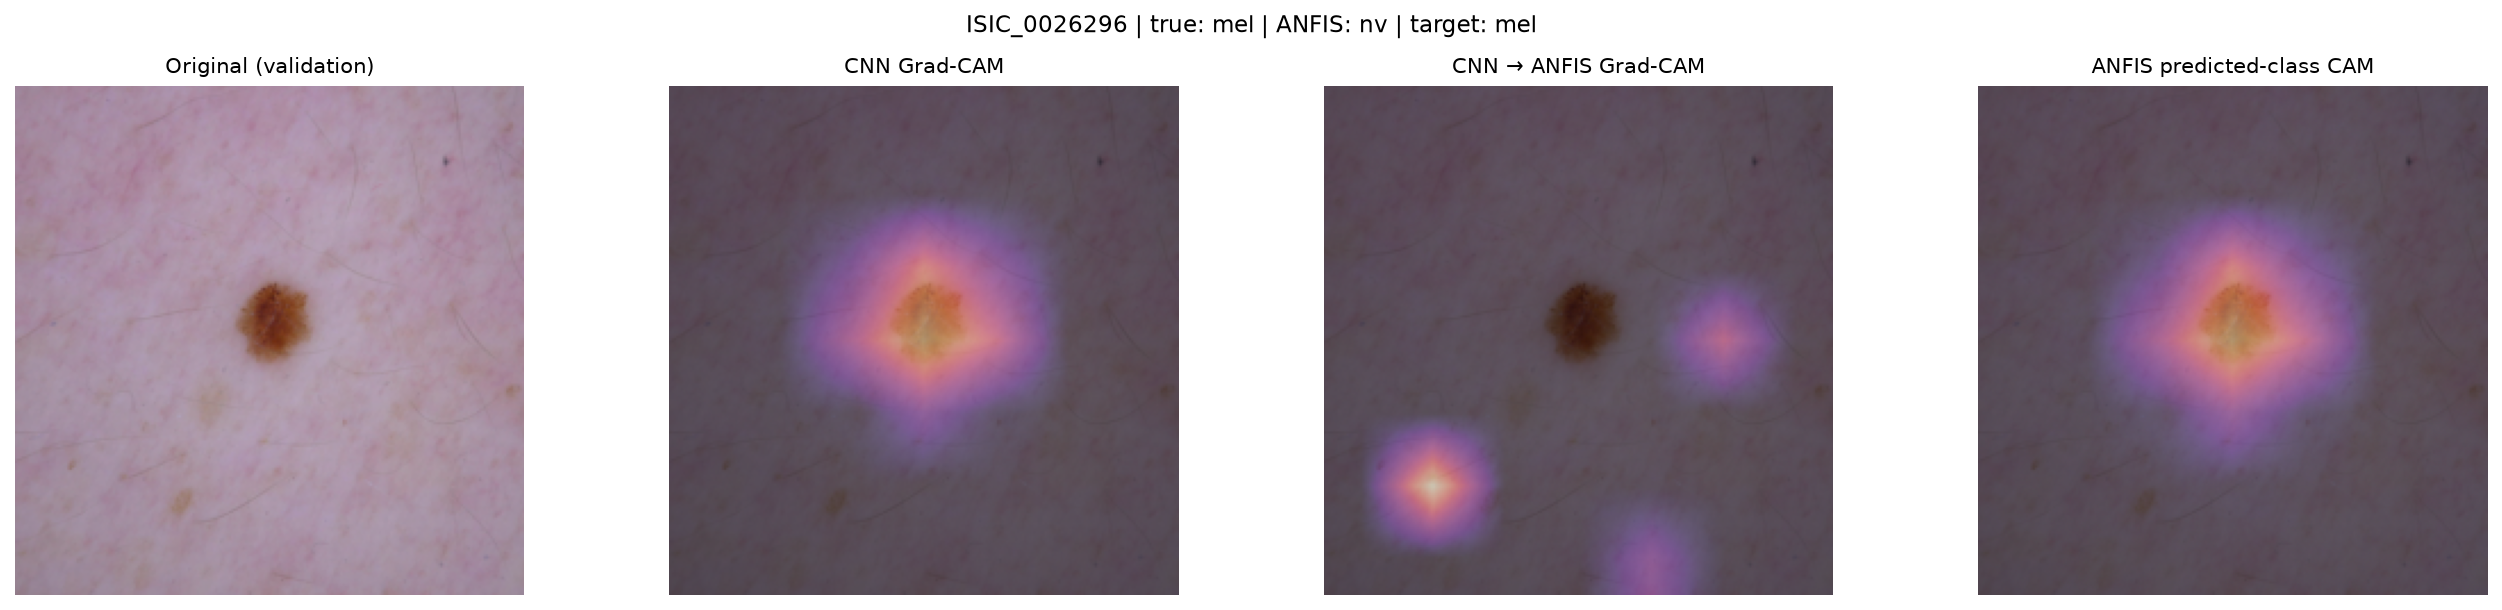 ISIC_0026296 | true: mel | ANFIS: nv | target: mel
Original (validation)
CNN Grad-CAM
CNN → ANFIS Grad-CAM
ANFIS predicted-class CAM